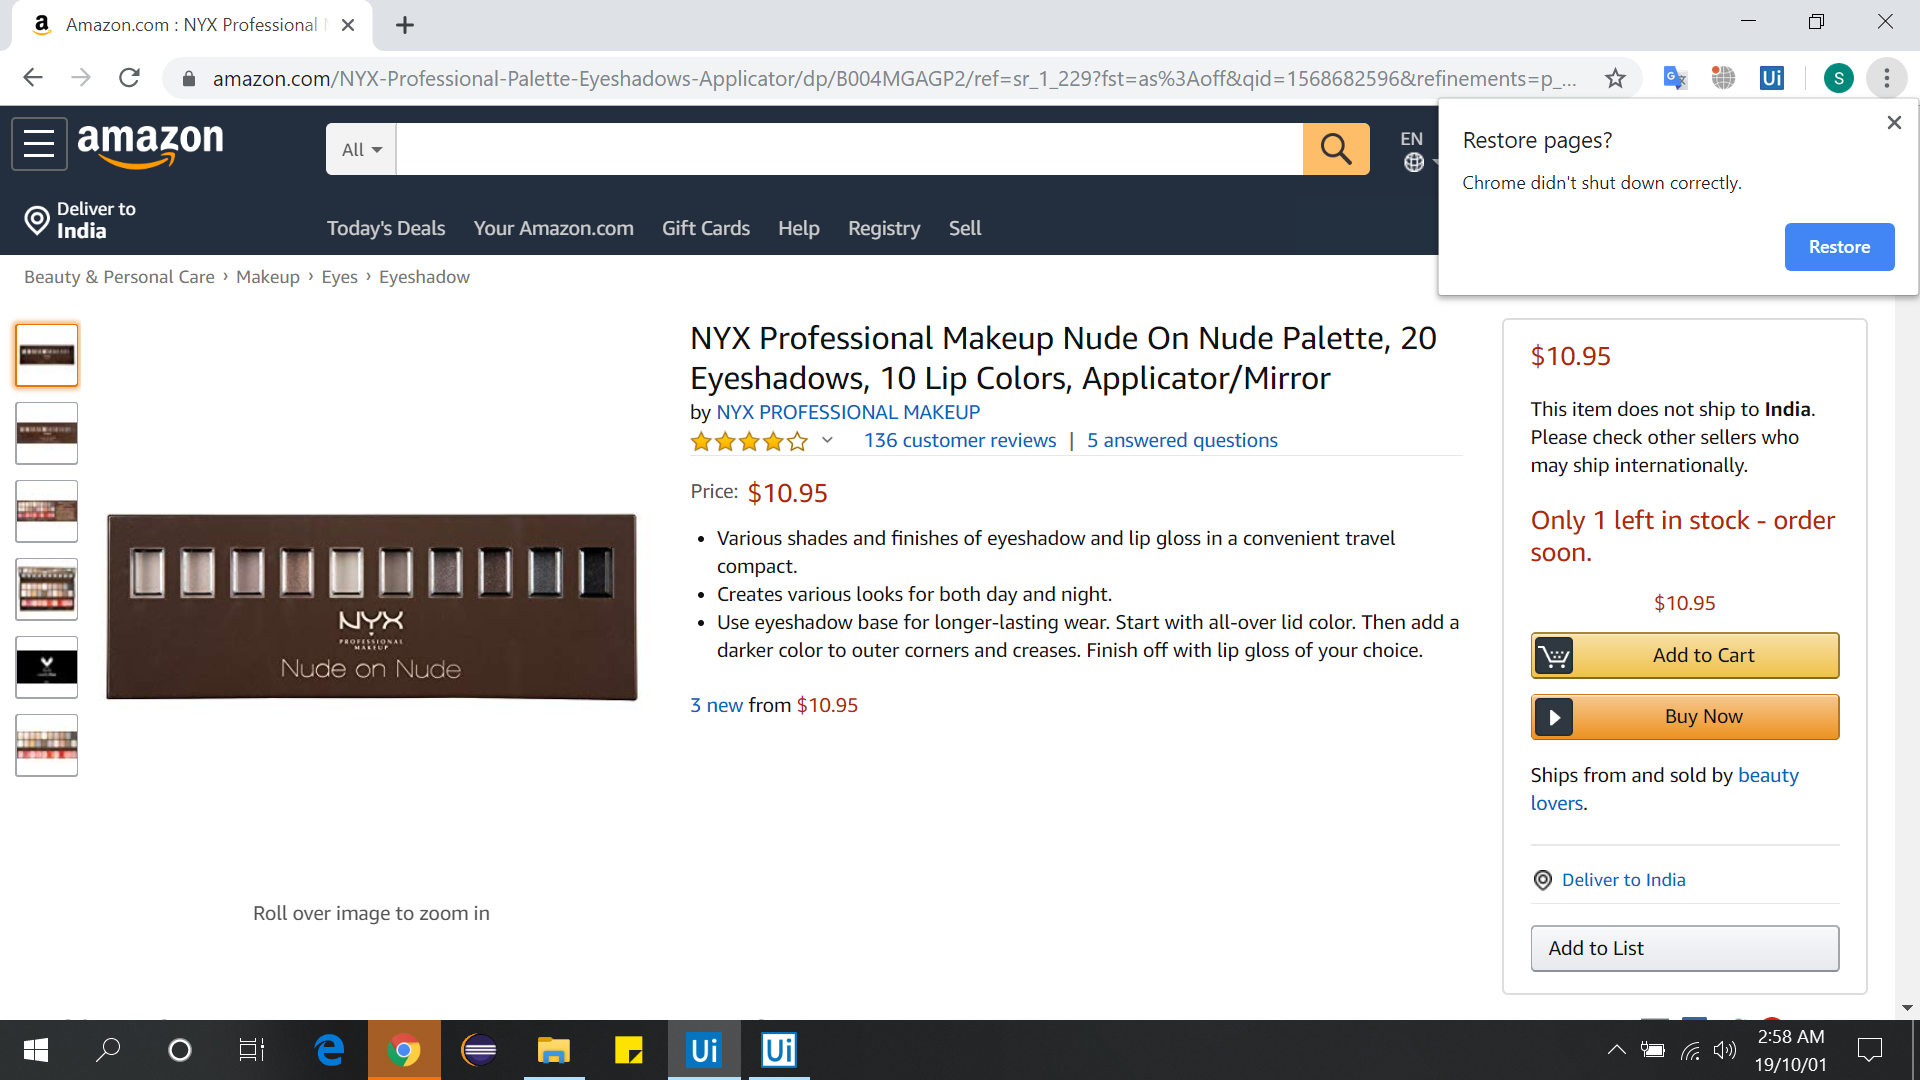 Amazon.com : NYX Professional
amazon.com/NYX-Professional-Palette-Eyeshadows-Applicator/dp/B004MGAGP2/ref=sr_1_229?fst=as%3Aoff&qid=1568682596&refinements=p_...
Ui
S
Restore pages?
Chrome didn't shut down correctly.
Restore
amazon
All
EN
Deliver to
India
Today's Deals
Your Amazon.com
Gift Cards
Help
Registry
Sell
Beauty & Personal Care › Makeup › Eyes › Eyeshadow
NYX
PROFESSIONAL
MAKEUP
Nude on Nude
Roll over image to zoom in
NYX Professional Makeup Nude On Nude Palette, 20
Eyeshadows, 10 Lip Colors, Applicator/Mirror
by NYX PROFESSIONAL MAKEUP
136 customer reviews | 5 answered questions
Price: $10.95
• Various shades and finishes of eyeshadow and lip gloss in a convenient travel
compact.
• Creates various looks for both day and night.
• Use eyeshadow base for longer-lasting wear. Start with all-over lid color. Then add a
darker color to outer corners and creases. Finish off with lip gloss of your choice.
3 new from $10.95
$10.95
This item does not ship to India.
Please check other sellers who
may ship internationally.
Only 1 left in stock - order
soon.
$10.95
Add to Cart
Buy Now
Ships from and sold by beauty
lovers.
Deliver to India
Add to List
Ui
Ui
2:58 AM
19/10/01